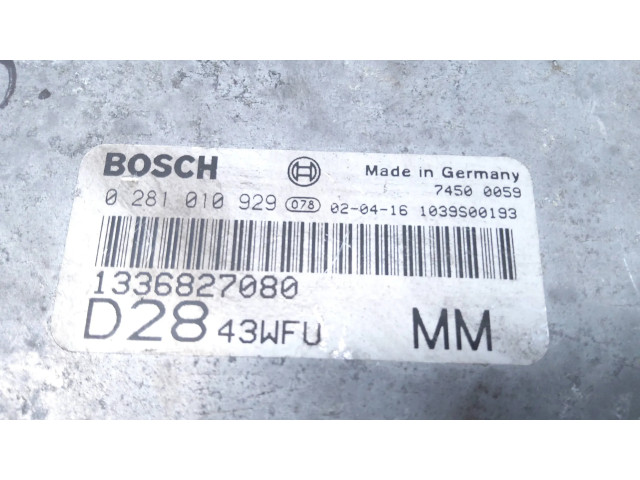 BOSCH Made in Germany
7450 0059
0 281 010 929 078 02-04-16 1039S00193
1336827080
D28 43WFU MM